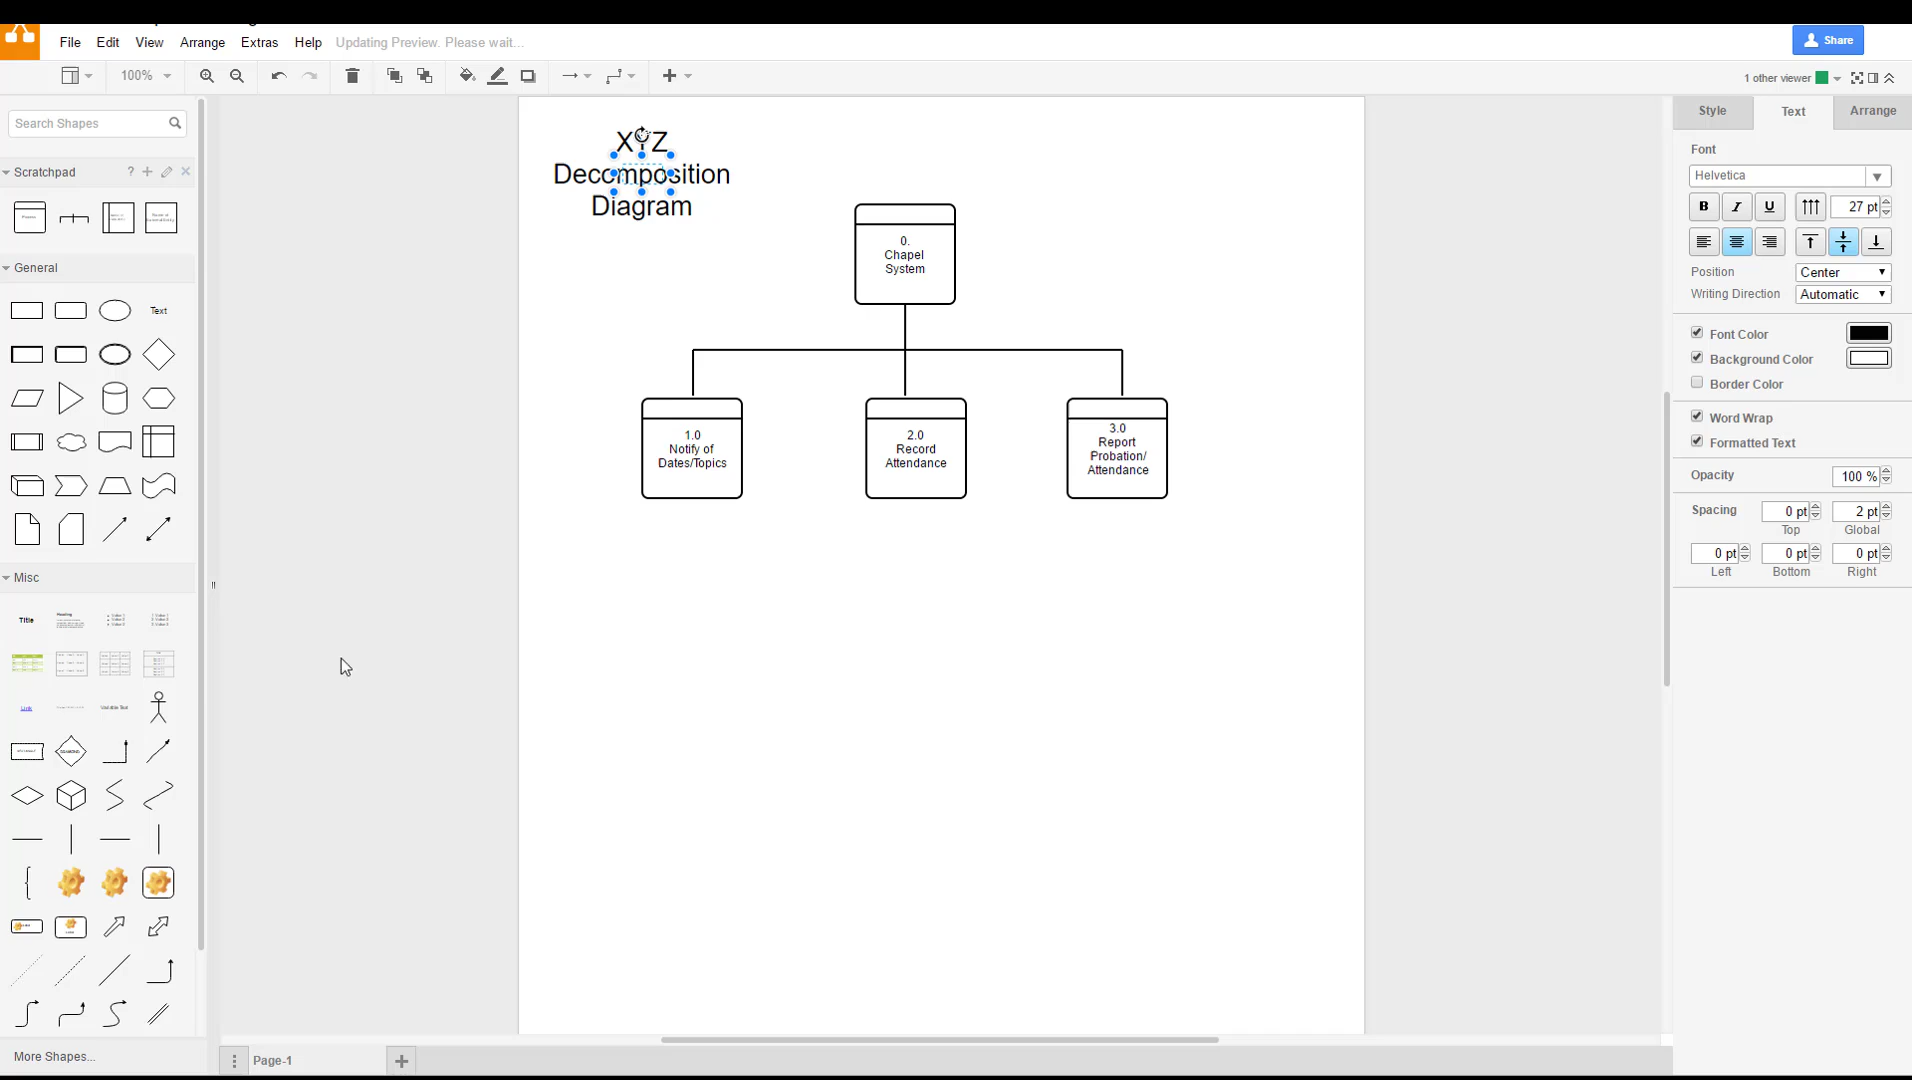 File Edit View Arrange Extras Help Updating Preview. Please wait...
Share
100%
1 other viewer
Search Shapes
Scratchpad ?
General
Text
Misc
Title
Heading
Link
Variable Text
More Shapes...
XYZ
Decomposition
Diagram
0.
Chapel
System
1.0
Notify of
Dates/Topics
2.0
Record
Attendance
3.0
Report
Probation/
Attendance
Page-1
Style Text Arrange
Font
Helvetica
B I U 27 pt
Position Center
Writing Direction Automatic
Font Color
Background Color
Border Color
Word Wrap
Formatted Text
Opacity 100 %
Spacing 0 pt 2 pt
Top Global
0 pt 0 pt 0 pt
Left Bottom Right